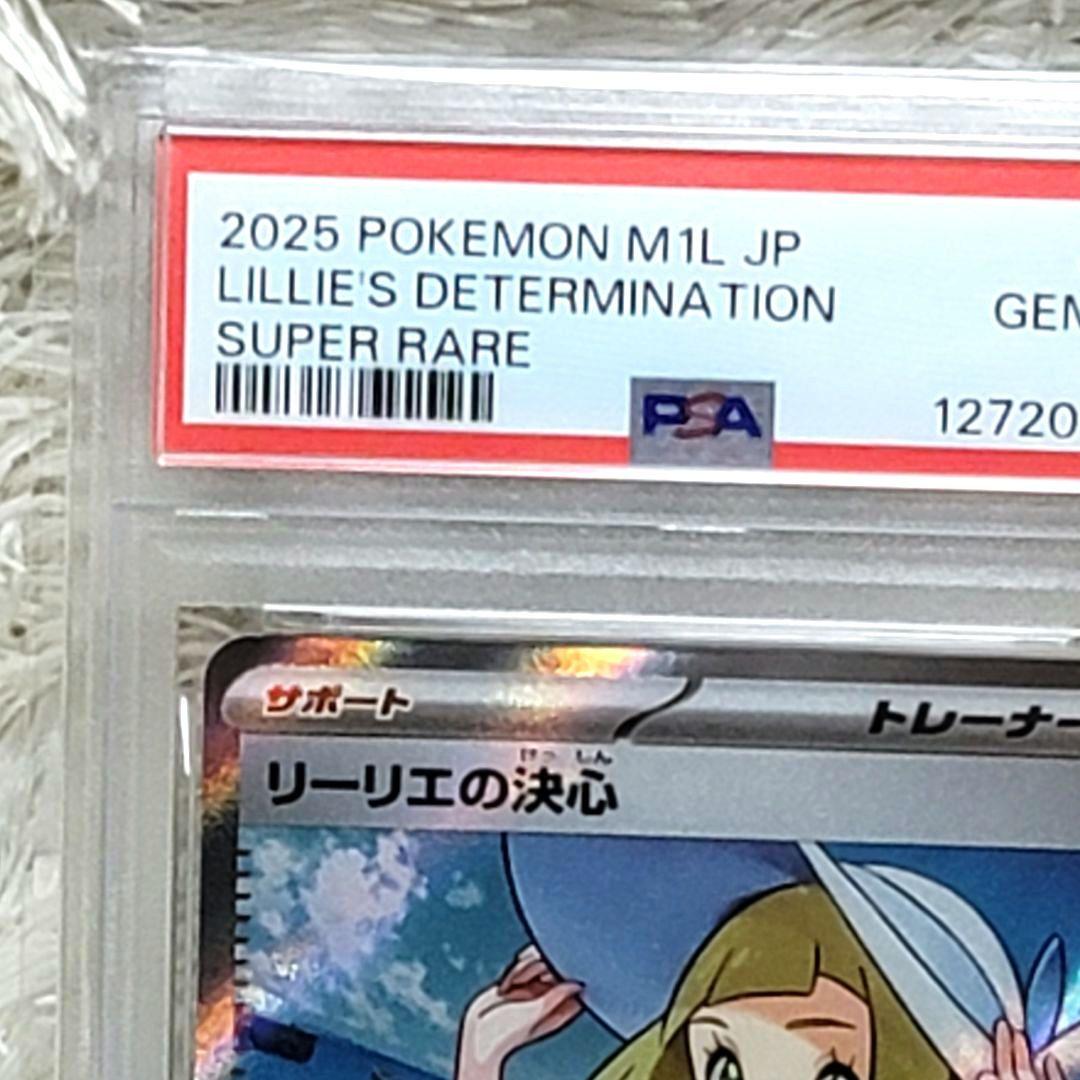 2025 POKEMON M1L JP
LILLIE'S DETERMINATION
SUPER RARE
GEM
PSA
12720
サポート
トレーナー
けっ しん
リーリエの決心